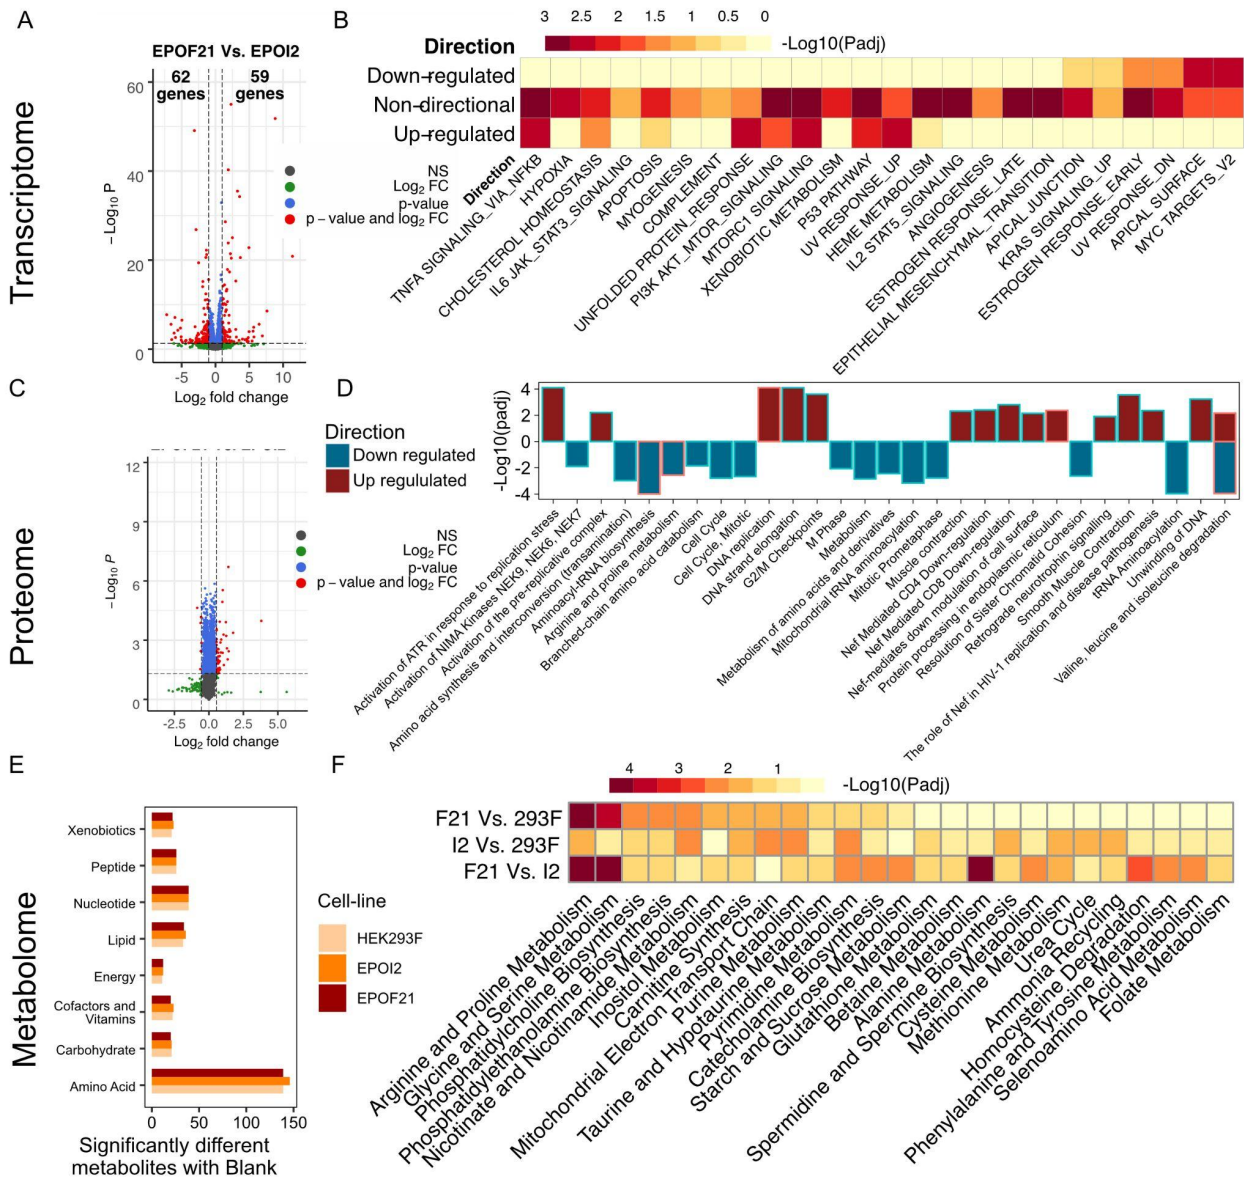 A
EPOF21 Vs. EPOI2
62
genes
59
genes
60
40
20
0
-5
0
5
10
Log2 fold change
– Log10 P
NS
Log2 FC
p-value
p – value and log2 FC
Transcriptome
B
3
2.5
2
1.5
1
0.5
0
-Log10(Padj)
Direction
Down-regulated
Non-directional
Up-regulated
Direction
TNFA SIGNALING_VIA_NFKB
HYPOXIA
CHOLESTEROL HOMEOSTASIS
IL6 JAK_STAT3_SIGNALING
APOPTOSIS
MYOGENESIS
COMPLEMENT
UNFOLDED PROTEIN_RESPONSE
PI3K AKT_MTOR_SIGNALING
MTORC1 SIGNALING
XENOBIOTIC METABOLISM
P53 PATHWAY
UV RESPONSE_UP
HEME METABOLISM
IL2 STAT5_SIGNALING
ANGIOGENESIS
ESTROGEN RESPONSE_LATE
EPITHELIAL MESENCHYMAL_TRANSITION
APICAL JUNCTION
KRAS SIGNALING_UP
ESTROGEN RESPONSE_EARLY
UV RESPONSE_DN
APICAL SURFACE
MYC TARGETS_V2
C
12
9
6
3
0
-2.5
0.0
2.5
5.0
Log2 fold change
– Log10 P
NS
Log2 FC
p-value
p – value and log2 FC
Proteome
D
4
2
0
-2
-4
-Log10(padj)
Direction
Down regulated
Up regululated
Activation of ATR in response to replication stress
Activation of NIMA Kinases NEK9, NEK6, NEK7
Activation of the pre-replicative complex
Amino acid synthesis and interconversion (transamination)
Aminoacyl-tRNA biosynthesis
Arginine and proline metabolism
Branched-chain amino acid catabolism
Cell Cycle
Cell Cycle, Mitotic
DNA replication
DNA strand elongation
G2/M Checkpoints
M Phase
Metabolism
Metabolism of amino acids and derivatives
Mitochondrial tRNA aminoacylation
Mitotic Prometaphase
Muscle contraction
Nef Mediated CD4 Down-regulation
Nef Mediated CD8 Down-regulation
Nef-mediates down modulation of cell surface
Protein processing in endoplasmic reticulum
Resolution of Sister Chromatid Cohesion
Retrograde neurotrophin signalling
Smooth Muscle Contraction
The role of Nef in HIV-1 replication and disease pathogenesis
tRNA Aminoacylation
Unwinding of DNA
Valine, leucine and isoleucine degradation
E
Xenobiotics
Peptide
Nucleotide
Lipid
Energy
Cofactors and
Vitamins
Carbohydrate
Amino Acid
0
50
100
150
Significantly different
metabolites with Blank
Cell-line
HEK293F
EPOI2
EPOF21
Metabolome
F
4
3
2
1
-Log10(Padj)
F21 Vs. 293F
I2 Vs. 293F
F21 Vs. I2
Arginine and Proline Metabolism
Glycine and Serine Metabolism
Phosphatidylcholine Biosynthesis
Phosphatidylethanolamine Biosynthesis
Nicotinate and Nicotinamide Metabolism
Inositol Metabolism
Carnitine Synthesis
Mitochondrial Electron Transport Chain
Purine Metabolism
Taurine and Hypotaurine Metabolism
Pyrimidine Metabolism
Catecholamine Biosynthesis
Starch and Sucrose Metabolism
Glutathione Metabolism
Betaine Metabolism
Alanine Metabolism
Spermidine and Spermine Biosynthesis
Cysteine Metabolism
Methionine Metabolism
Urea Cycle
Ammonia Recycling
Homocysteine Degradation
Phenylalanine and Tyrosine Metabolism
Selenoamino Acid Metabolism
Folate Metabolism